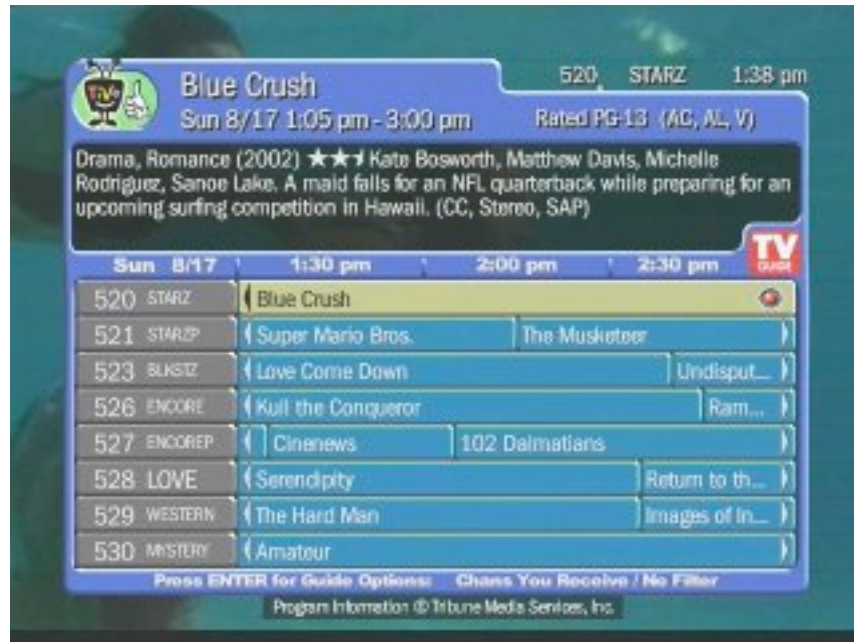 TiVo
Blue Crush
520 STARZ 1:38 pm
Sun 8/17 1:05 pm - 3:00 pm Rated PG-13 (AC, AL, V)
Drama, Romance (2002) ★★ Kate Bosworth, Matthew Davis, Michelle
Rodriguez, Sanoe Lake. A maid falls for an NFL quarterback while preparing for an
upcoming surfing competition in Hawaii. (CC, Stereo, SAP)
TV
GUIDE
Sun 8/17 1:30 pm 2:00 pm 2:30 pm
520 STARZ Blue Crush
521 STARZP Super Mario Bros. The Musketeer
523 BLKSTZ Love Come Down Undisput...
526 ENCORE Kull the Conqueror Ram...
527 ENCOREP Cinenews 102 Dalmatians
528 LOVE Serendipity Return to th...
529 WESTERN The Hard Man Images of In...
530 MYSTERY Amateur
Press ENTER for Guide Options: Chans You Receive / No Filter
Program Information © Tribune Media Services, Inc.